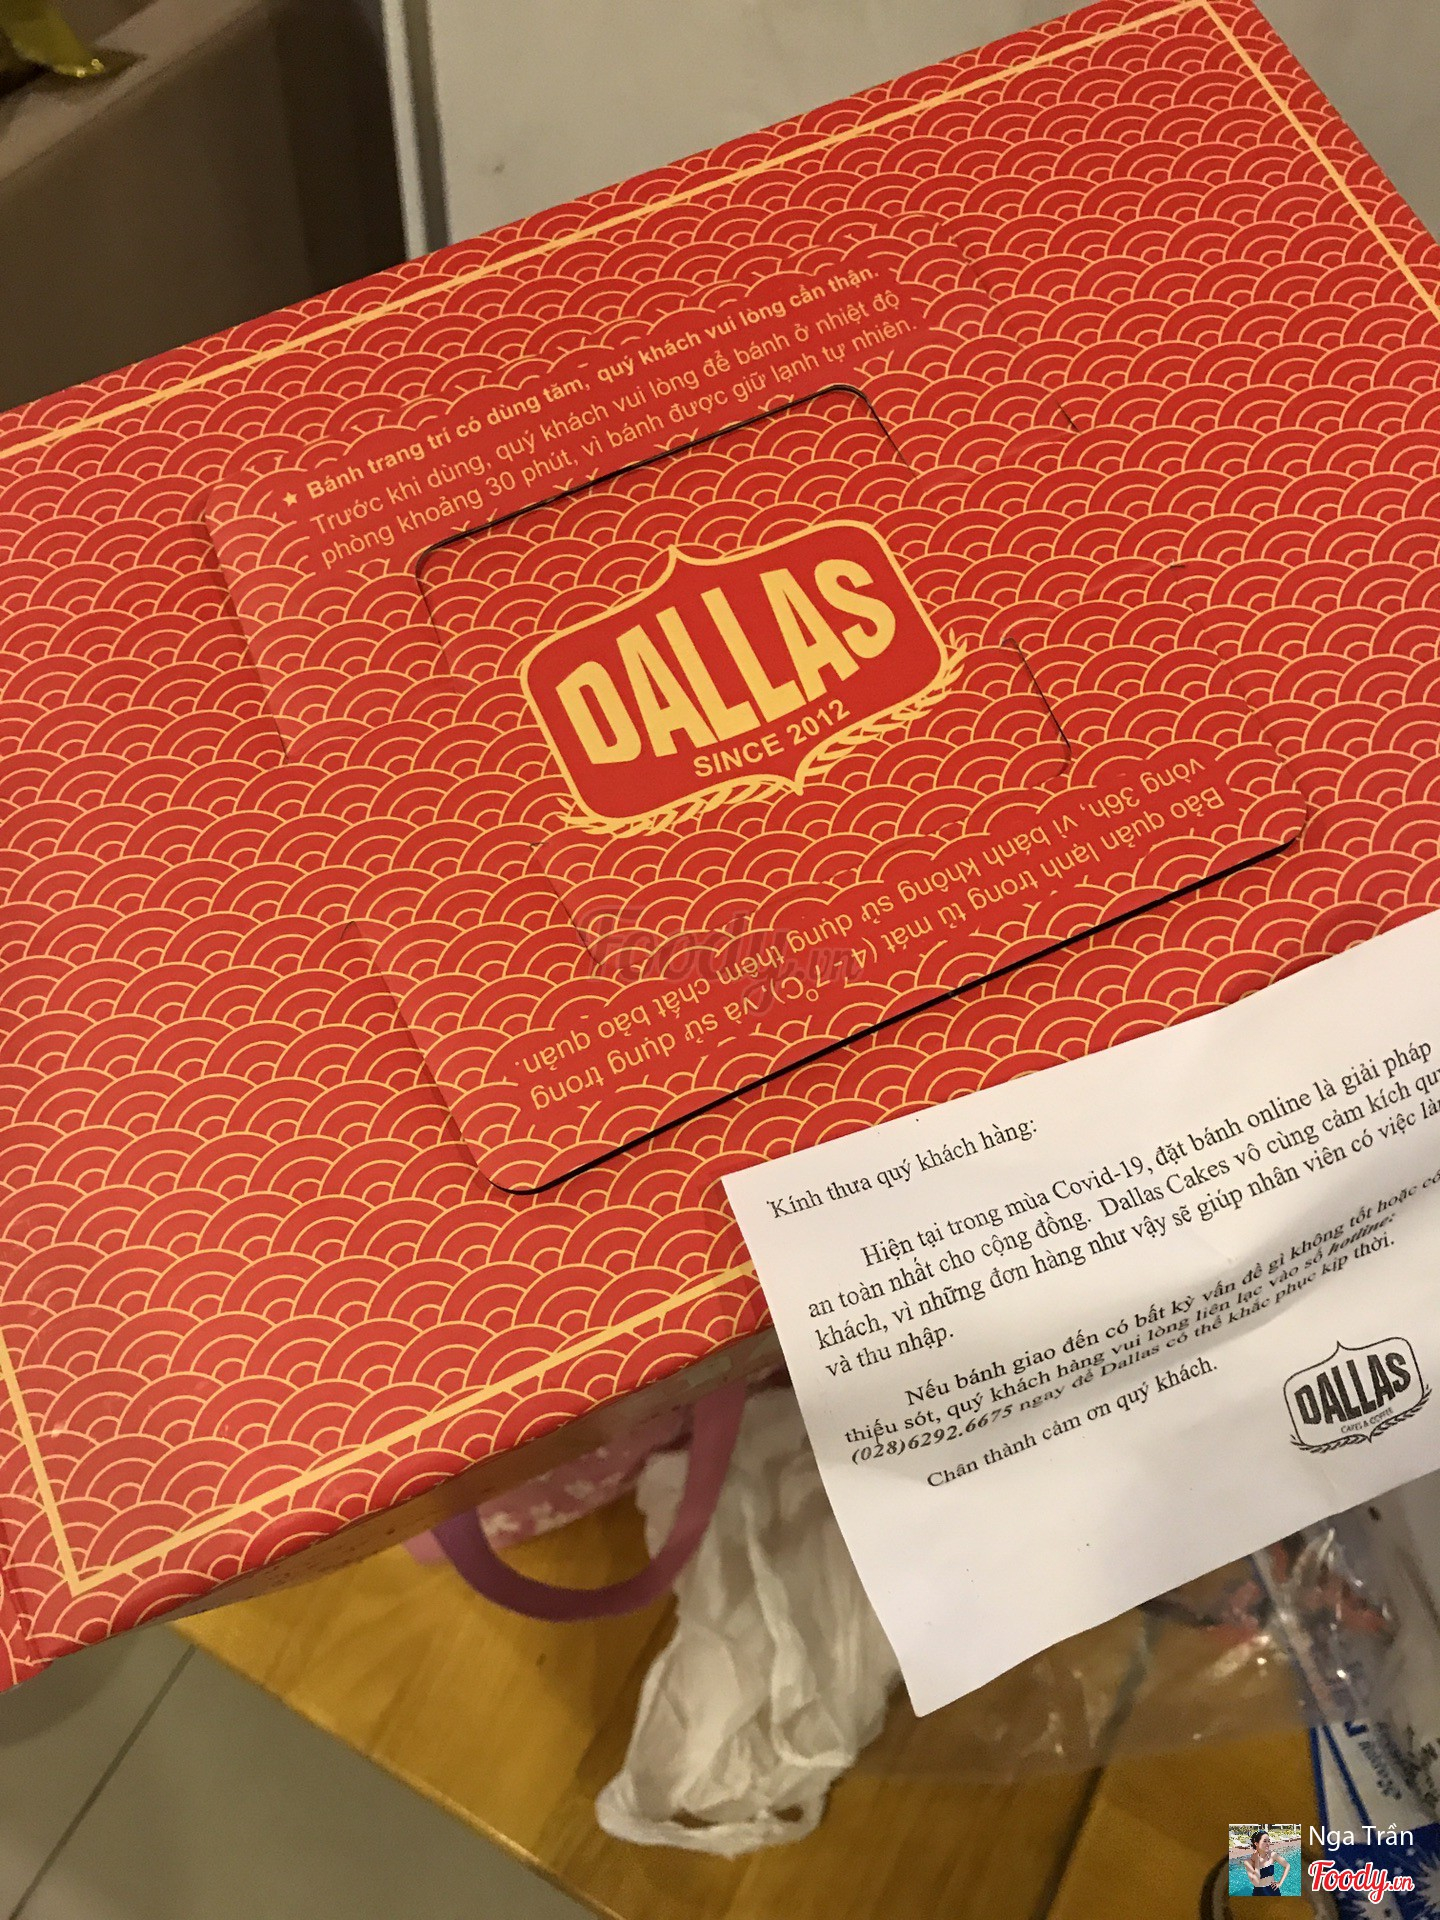 ★ Bánh trang trí có dùng tăm, quý khách vui lòng cẩn thận.
Trước khi dùng, quý khách vui lòng để bánh ở nhiệt độ
phòng khoảng 30 phút, vì bánh được giữ lạnh tự nhiên.
DALLAS
SINCE 2012
Bảo quản lạnh trong tủ mát (4-7°C) và sử dụng trong
vòng 36h, vì bánh không sử dụng thêm chất bảo quản.
Foody.vn
Kính thưa quý khách hàng:
Hiện tại trong mùa Covid-19, đặt bánh online là giải pháp
an toàn nhất cho cộng đồng. Dallas Cakes vô cùng cảm kích
khách, vì những đơn hàng như vậy sẽ giúp nhân viên có việc
và thu nhập.
Nếu bánh giao đến có bất kỳ vấn đề gì không tốt hoặc
thiếu sót, quý khách hàng vui lòng liên lạc vào số hotline:
(028)6292.6675 ngay để Dallas có thể khắc phục kịp thời.
Chân thành cảm ơn quý khách.
DALLAS
CAKES & COFFEE
Nga Trần
Foody.vn